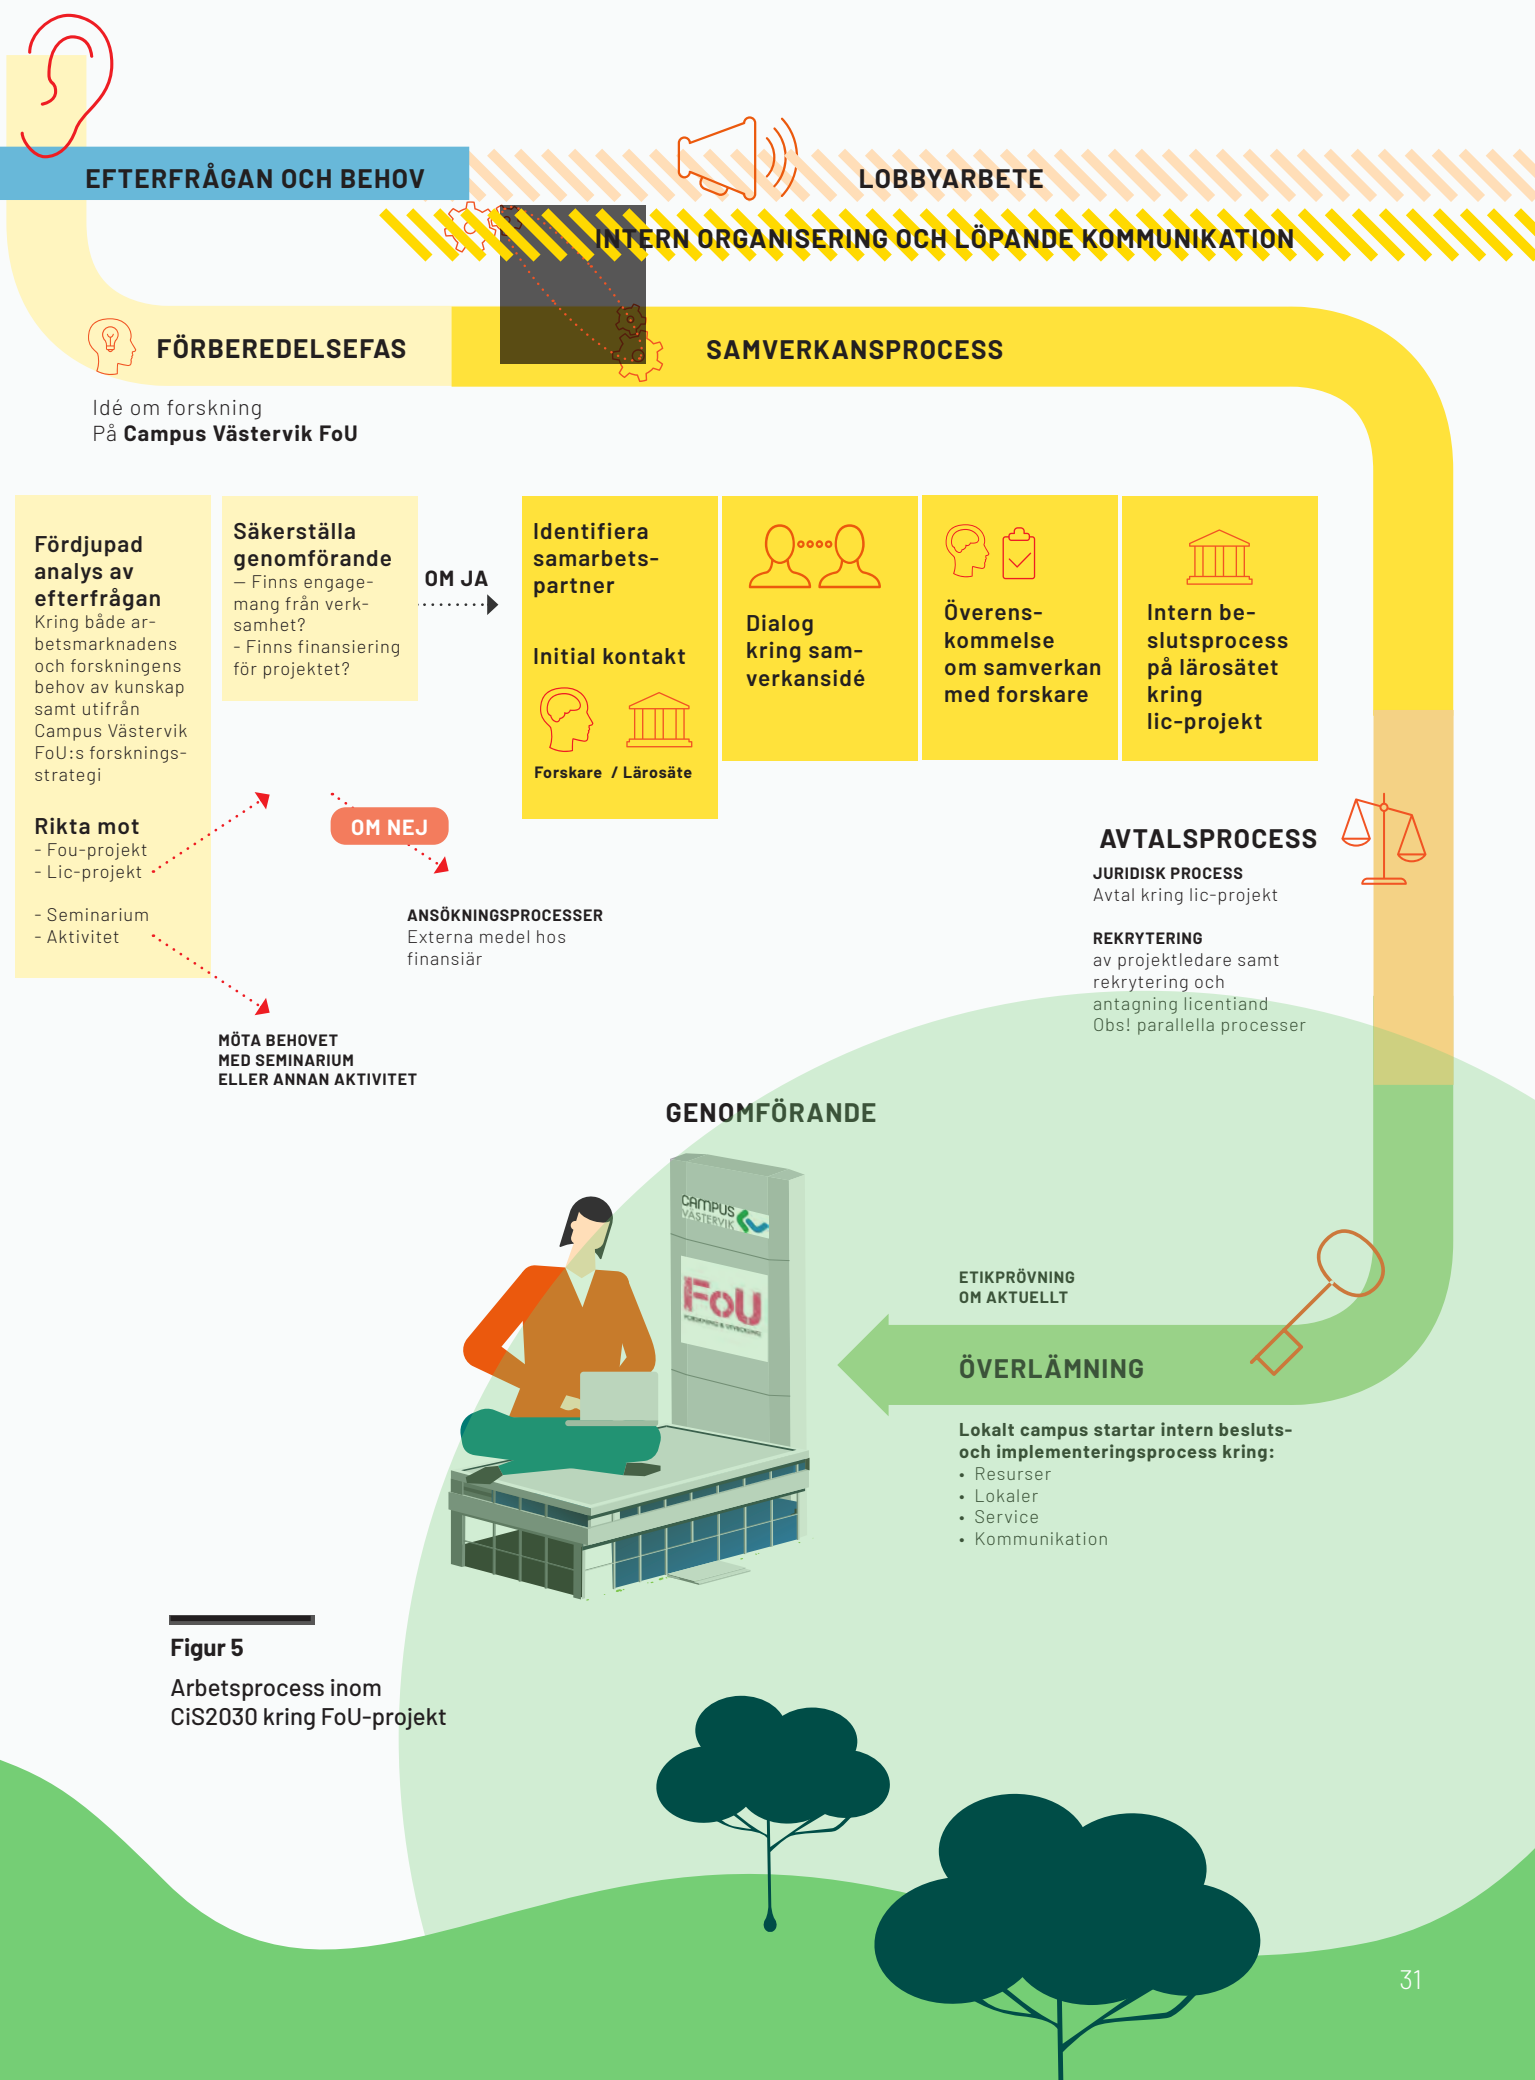 EFTERFRÅGAN OCH BEHOV
LOBBYARBETE
INTERN ORGANISERING OCH LÖPANDE KOMMUNIKATION
FÖRBEREDELSEFAS
SAMVERKANSPROCESS
Idé om forskning
På Campus Västervik FoU
Fördjupad
analys av
efterfrågan
Kring både ar-
betsmarknadens
och forskningens
behov av kunskap
samt utifrån
Campus Västervik
FoU:s forsknings-
strategi
Rikta mot
- Fou-projekt
- Lic-projekt
- Seminarium
- Aktivitet
Säkerställa
genomförande
– Finns engage-
mang från verk-
samhet?
- Finns finansiering
för projektet?
OM JA
OM NEJ
ANSÖKNINGSPROCESSER
Externa medel hos
finansiär
MÖTA BEHOVET
MED SEMINARIUM
ELLER ANNAN AKTIVITET
Identifiera
samarbets-
partner
Initial kontakt
Forskare / Lärosäte
Dialog
kring sam-
verkansidé
Överens-
kommelse
om samverkan
med forskare
Intern be-
slutsprocess
på lärosätet
kring
lic-projekt
AVTALSPROCESS
JURIDISK PROCESS
Avtal kring lic-projekt
REKRYTERING
av projektledare samt
rekrytering och
antagning licentiand
Obs! parallella processer
GENOMFÖRANDE
CAMPUS
VÄSTERVIK
FoU
FORSKNING & UTVECKLING
ETIKPRÖVNING
OM AKTUELLT
ÖVERLÄMNING
Lokalt campus startar intern besluts-
och implementeringsprocess kring:
• Resurser
• Lokaler
• Service
• Kommunikation
Figur 5
Arbetsprocess inom
CiS2030 kring FoU-projekt
31